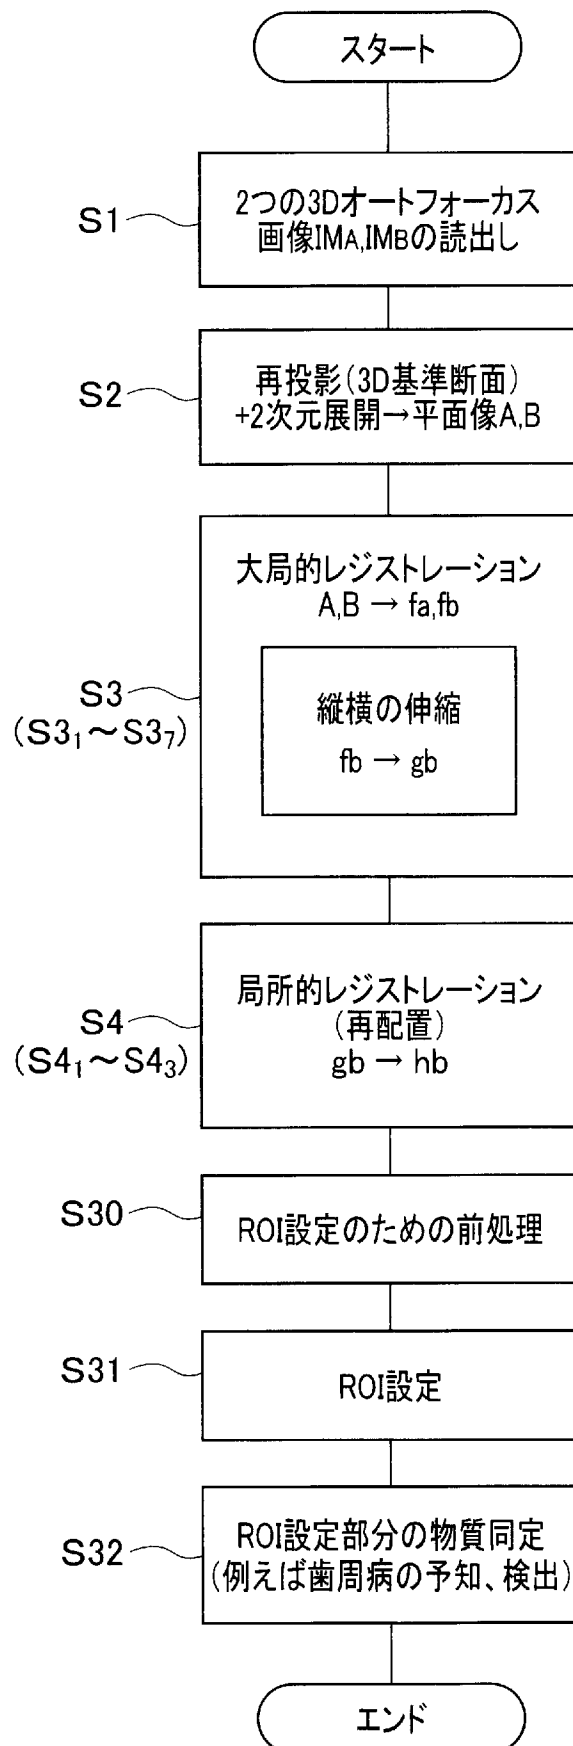 スタート
S1
2つの3Dオートフォーカス
画像IMA,IMBの読出し
S2
再投影(3D基準断面)
+2次元展開→平面像A,B
S3
(S3₁～S3₇)
大局的レジストレーション
A,B → fa,fb
縦横の伸縮
fb → gb
S4
(S4₁～S4₃)
局所的レジストレーション
(再配置)
gb → hb
S30
ROI設定のための前処理
S31
ROI設定
S32
ROI設定部分の物質同定
(例えば歯周病の予知、検出)
エンド